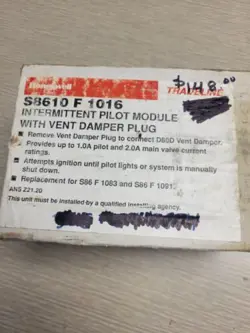 Honeywell
TRADELINE
$148.00
S8610 F 1016
INTERMITTENT PILOT MODULE
WITH VENT DAMPER PLUG
Remove Vent Damper Plug to connect D80D Vent Damper.
Provides up to 1.0A pilot and 2.0A main valve current
ratings.
Attempts ignition until pilot lights or system is manually
shut down.
Replacement for S86 F 1083 and S86 F 1091.
ANS Z21.20
This unit must be installed by a qualified installing agency.